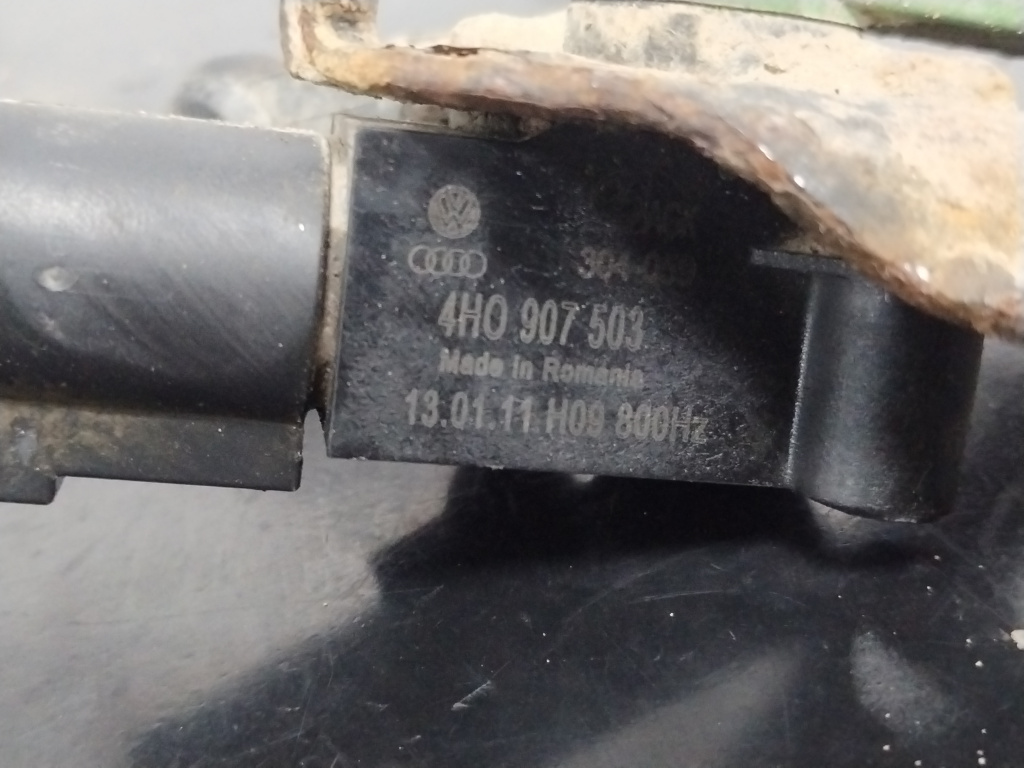 4H0 907 503
Made in Romania
13.01.11 H09 800Hz